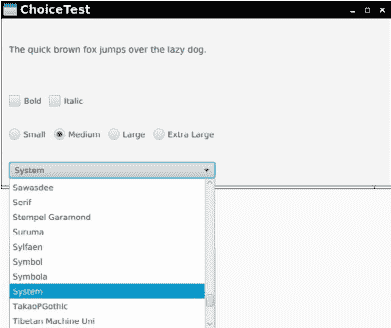 ChoiceTest
The quick brown fox jumps over the lazy dog.
Bold Italic
Small Medium Large Extra Large
System
Sawasdee
Serif
Stempel Garamond
Suruma
Sylfaen
Symbol
Symbola
System
TakaoPGothic
Tibetan Machine Uni